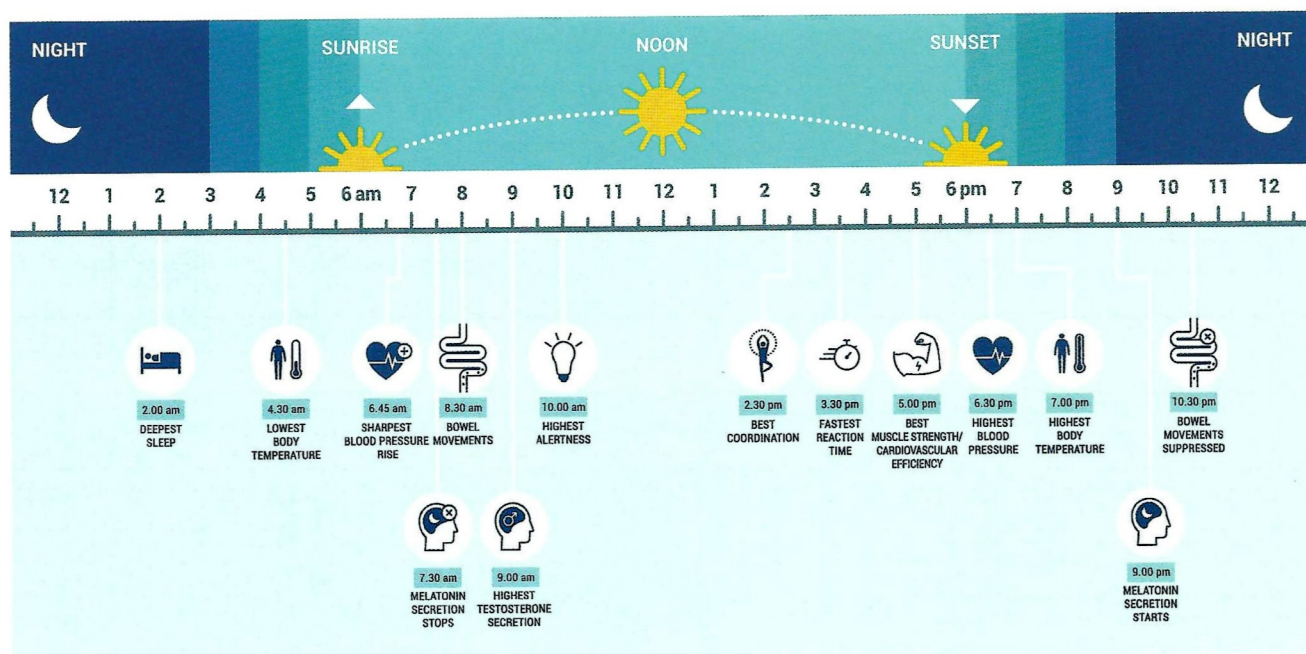 NIGHT
SUNRISE
NOON
SUNSET
NIGHT
12 1 2 3 4 5 6 am 7 8 9 10 11 12 1 2 3 4 5 6 pm 7 8 9 10 11 12
2.00 am
DEEPEST
SLEEP
4.30 am
LOWEST
BODY
TEMPERATURE
6.45 am
SHARPEST
BLOOD PRESSURE
RISE
8.30 am
BOWEL
MOVEMENTS
10.00 am
HIGHEST
ALERTNESS
2.30 pm
BEST
COORDINATION
3.30 pm
FASTEST
REACTION
TIME
5.00 pm
BEST
MUSCLE STRENGTH/
CARDIOVASCULAR
EFFICIENCY
6.30 pm
HIGHEST
BLOOD
PRESSURE
7.00 pm
HIGHEST
BODY
TEMPERATURE
10.30 pm
BOWEL
MOVEMENTS
SUPPRESSED
7.30 am
MELATONIN
SECRETION
STOPS
9.00 am
HIGHEST
TESTOSTERONE
SECRETION
9.00 pm
MELATONIN
SECRETION
STARTS